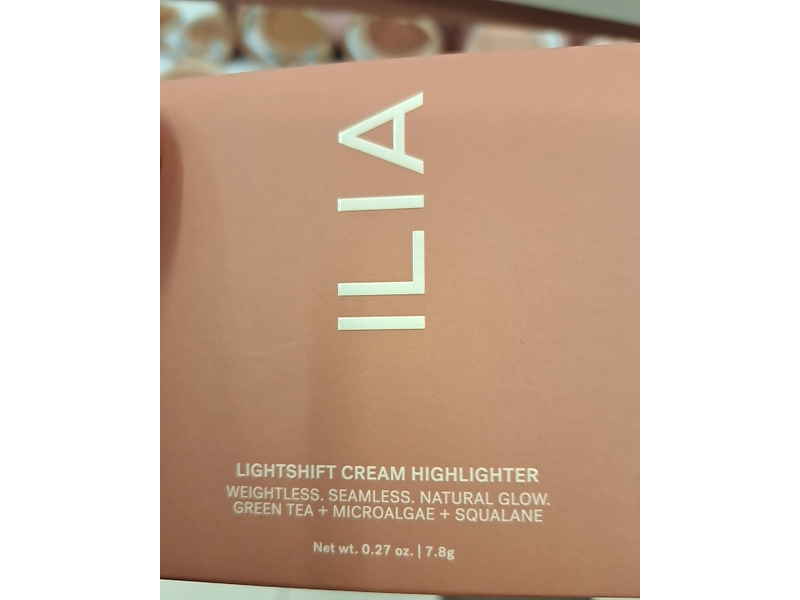 ILIA
LIGHTSHIFT CREAM HIGHLIGHTER
WEIGHTLESS. SEAMLESS. NATURAL GLOW.
GREEN TEA + MICROALGAE + SQUALANE
Net wt. 0.27 oz. | 7.8g